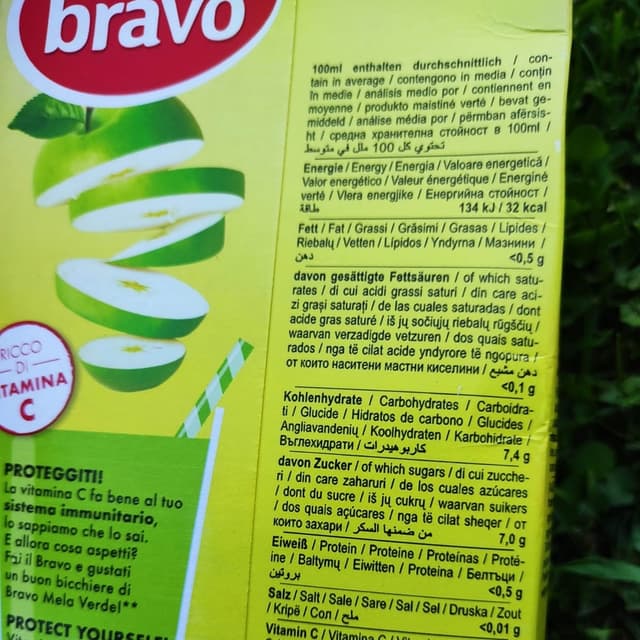 bravo
RICCO
- DI -
TAMINA
C
PROTEGGITI!
La vitamina C fa bene al tuo
sistema immunitario,
lo sappiamo che lo sai.
E allora cosa aspetti?
Fai il Bravo e gustati
un buon bicchiere di
Bravo Mela Verde!**
PROTECT YOURSELF!
100ml enthalten durchschnittlich / con-
tain in average / contengono in media / conțin
în medie / análisis medio por / contiennent en
moyenne / produkto maistinė vertė / bevat ge-
middeld / análise média por / përmban afërsis-
ht / средна хранителна стойност в 100ml /
تحتوي كل 100 ملل في متوسط
Energie / Energy / Energia / Valoare energetică /
Valor energético / Valeur énergétique / Energinė
vertė / Vlera energjike / Енергийна стойност /
طاقة 134 kJ / 32 kcal
Fett / Fat / Grassi / Grăsimi / Grasas / Lipides /
Riebalų / Vetten / Lípidos / Yndyrna / Мазнини /
دهن <0,5 g
davon gesättigte Fettsäuren / of which satu-
rates / di cui acidi grassi saturi / din care aci-
zi grași saturați / de las cuales saturadas / dont
acide gras saturé / iš jų sočiųjų riebalų rūgščių /
waarvan verzadigde vetzuren / dos quais satu-
rados / nga të cilat acide yndyrore të ngopura /
от които наситени мастни киселини / دهن مشبع
<0,1 g
Kohlenhydrate / Carbohydrates / Carboidra-
ti / Glucide / Hidratos de carbono / Glucides /
Angliavandenių / Koolhydraten / Karbohidrate /
Въглехидрати / كاربوهيدرات 7,4 g
davon Zucker / of which sugars / di cui zucche-
ri / din care zaharuri / de los cuales azúcares
/ dont du sucre / iš jų cukrų / waarvan suikers
/ dos quais açúcares / nga të cilat sheqer / от
които захари / من ضمنها السكر 7,0 g
Eiweiß / Protein / Proteine / Proteínas / Proté-
ine / Baltymų / Eiwitten / Proteina / Белтъци /
بروتين <0,5 g
Salz / Salt / Sale / Sare / Sal / Sel / Druska / Zout
/ Kripë / Сол / ملح <0,01 g
Vitamin C / Vitamina C /